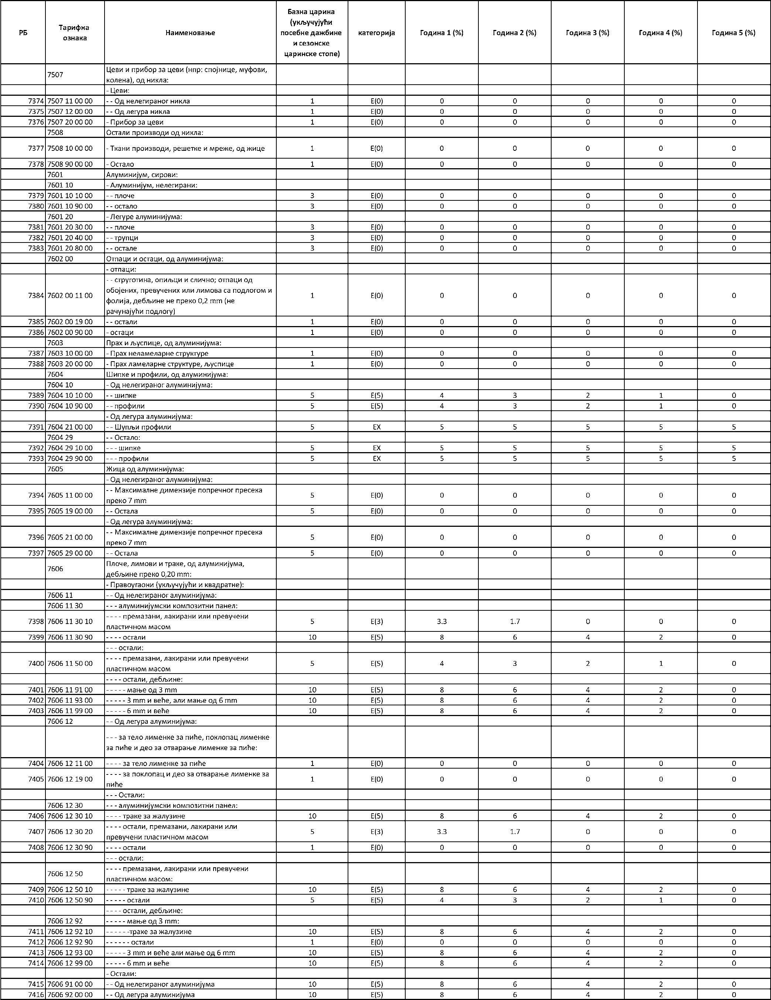 РБ Тарифна ознака Наименовање Базна царина (укључујући посебне дажбине и сезонске царинске стопе) категорија Година 1 (%) Година 2 (%) Година 3 (%) Година 4 (%) Година 5 (%)
7507 Цеви и прибор за цеви (нпр: спојнице, муфови,
колена), од никла:
- Цеви:
7374 7507 11 00 00 - - Од нелегираног никла 1 E(0) 0 0 0 0 0
7375 7507 12 00 00 - - Од легура никла 1 E(0) 0 0 0 0 0
7376 7507 20 00 00 - Прибор за цеви 1 E(0) 0 0 0 0 0
7508 Остали производи од никла:
7377 7508 10 00 00 - Ткани производи, решетке и мреже, од жице 1 E(0) 0 0 0 0 0
7378 7508 90 00 00 - Остало 1 E(0) 0 0 0 0 0
7601 Алуминијум, сирови:
7601 10 - Алуминијум, нелегирани:
7379 7601 10 10 00 - - плоче 3 E(0) 0 0 0 0 0
7380 7601 10 90 00 - - остало 3 E(0) 0 0 0 0 0
7601 20 - Легуре алуминијума:
7381 7601 20 30 00 - - плоче 3 E(0) 0 0 0 0 0
7382 7601 20 40 00 - - трупци 3 E(0) 0 0 0 0 0
7383 7601 20 80 00 - - остале 3 E(0) 0 0 0 0 0
7602 00 Отпаци и остаци, од алуминијума:
- отпаци:
7384 7602 00 11 00 - - струготина, опиљци и слично; отпаци од
обојених, превучених или лимова са подлогом и
фолија, дебљине не преко 0,2 mm (не
рачунајући подлогу) 1 E(0) 0 0 0 0 0
7385 7602 00 19 00 - - остали 1 E(0) 0 0 0 0 0
7386 7602 00 90 00 - остаци 1 E(0) 0 0 0 0 0
7603 Прах и љуспице, од алуминијума:
7387 7603 10 00 00 - Прах неламеларне структуре 1 E(0) 0 0 0 0 0
7388 7603 20 00 00 - Прах ламеларне структуре, љуспице 1 E(0) 0 0 0 0 0
7604 Шипке и профили, од алуминијума:
7604 10 - Од нелегираног алуминијума:
7389 7604 10 10 00 - - шипке 5 E(5) 4 3 2 1 0
7390 7604 10 90 00 - - профили 5 E(5) 4 3 2 1 0
- Од легура алуминијума:
7391 7604 21 00 00 - - Шупљи профили 5 EX 5 5 5 5 5
7604 29 - - Остало:
7392 7604 29 10 00 - - - шипке 5 EX 5 5 5 5 5
7393 7604 29 90 00 - - - профили 5 EX 5 5 5 5 5
7605 Жица од алуминијума:
- Од нелегираног алуминијума:
7394 7605 11 00 00 - - Максималне димензије попречног пресека
преко 7 mm 5 E(0) 0 0 0 0 0
7395 7605 19 00 00 - - Остала 5 E(0) 0 0 0 0 0
- Од легура алуминијума:
7396 7605 21 00 00 - - Максималне димензије попречног пресека
преко 7 mm 5 E(0) 0 0 0 0 0
7397 7605 29 00 00 - - Остала 5 E(0) 0 0 0 0 0
7606 Плоче, лимови и траке, од алуминијума,
дебљине преко 0,20 mm:
- Правоугаони (укључујући и квадратне):
7606 11 - - Од нелегираног алуминијума:
7606 11 30 - - - алуминијумски композитни панел:
7398 7606 11 30 10 - - - - премазани, лакирани или превучени
пластичном масом 5 E(3) 3.3 1.7 0 0 0
7399 7606 11 30 90 - - - - остали 10 E(5) 8 6 4 2 0
- - - остали:
7400 7606 11 50 00 - - - - премазани, лакирани или превучени
пластичном масом 5 E(5) 4 3 2 1 0
- - - - остали, дебљине:
7401 7606 11 91 00 - - - - - мање од 3 mm 10 E(5) 8 6 4 2 0
7402 7606 11 93 00 - - - - - 3 mm и веће, али мање од 6 mm 10 E(5) 8 6 4 2 0
7403 7606 11 99 00 - - - - - 6 mm и веће 10 E(5) 8 6 4 2 0
7606 12 - - Од легура алуминијума:
- - - за тело лименке за пиће, поклопац лименке
за пиће и део за отварање лименке за пиће:
7404 7606 12 11 00 - - - - за тело лименке за пиће 1 E(0) 0 0 0 0 0
7405 7606 12 19 00 - - - - за поклопац и део за отварање лименке за
пиће 1 E(0) 0 0 0 0 0
- - - Остали:
7606 12 30 - - - алуминијумски композитни панел:
7406 7606 12 30 10 - - - - траке за жалузине 10 E(5) 8 6 4 2 0
7407 7606 12 30 20 - - - - остали, премазани, лакирани или
превучени пластичном масом 5 E(3) 3.3 1.7 0 0 0
7408 7606 12 30 90 - - - - остали 1 E(0) 0 0 0 0 0
- - - остали:
7606 12 50 - - - - премазани, лакирани или превучени
пластичном масом:
7409 7606 12 50 10 - - - - - траке за жалузине 10 E(5) 8 6 4 2 0
7410 7606 12 50 90 - - - - - остали 5 E(5) 4 3 2 1 0
- - - - остали, дебљине:
7606 12 92 - - - - - мање од 3 mm:
7411 7606 12 92 10 - - - - - -траке за жалузине 10 E(5) 8 6 4 2 0
7412 7606 12 92 90 - - - - - - остали 1 E(0) 0 0 0 0 0
7413 7606 12 93 00 - - - - - 3 mm и веће али мање од 6 mm 10 E(5) 8 6 4 2 0
7414 7606 12 99 00 - - - - - 6 mm и веће 10 E(5) 8 6 4 2 0
- Остали:
7415 7606 91 00 00 - - Од нелегираног алуминијума 10 E(5) 8 6 4 2 0
7416 7606 92 00 00 - - Од легура алуминијума 10 E(5) 8 6 4 2 0